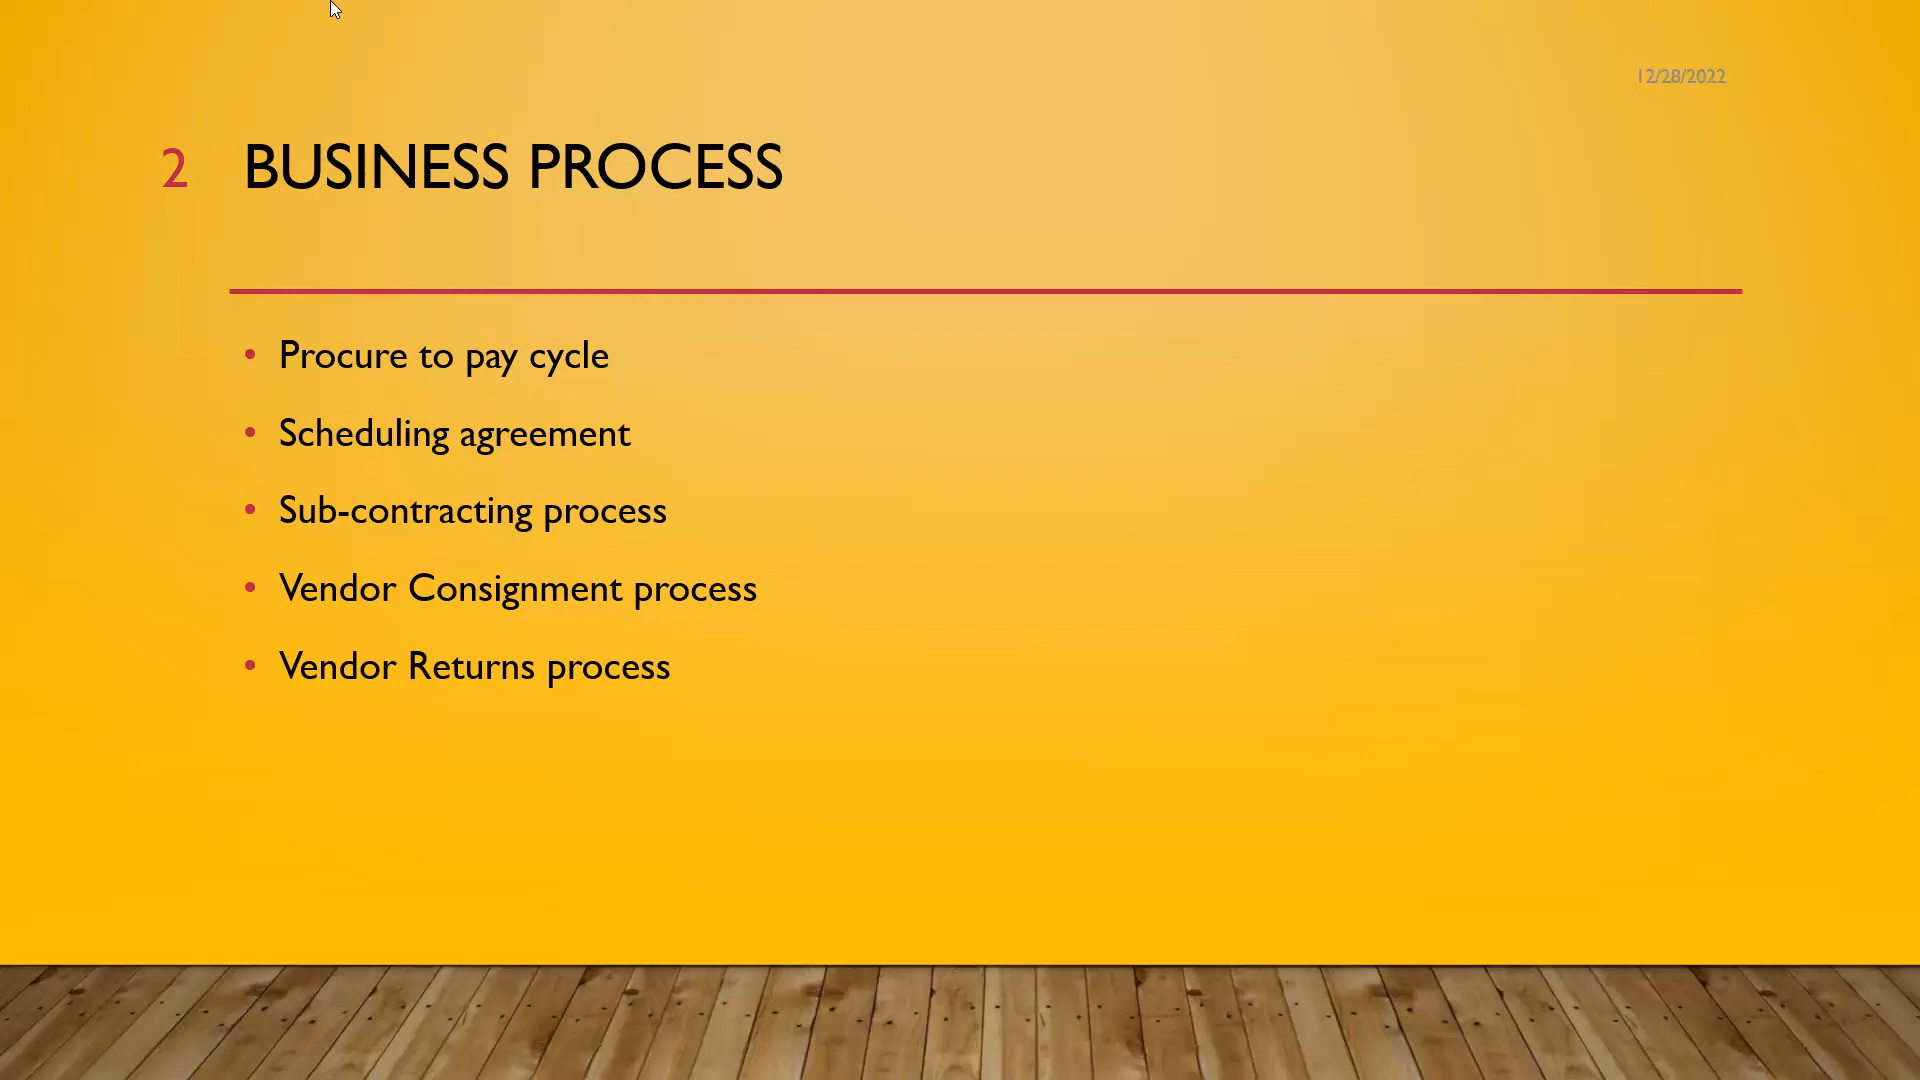 12/28/2022
2 BUSINESS PROCESS
• Procure to pay cycle
• Scheduling agreement
• Sub-contracting process
• Vendor Consignment process
• Vendor Returns process